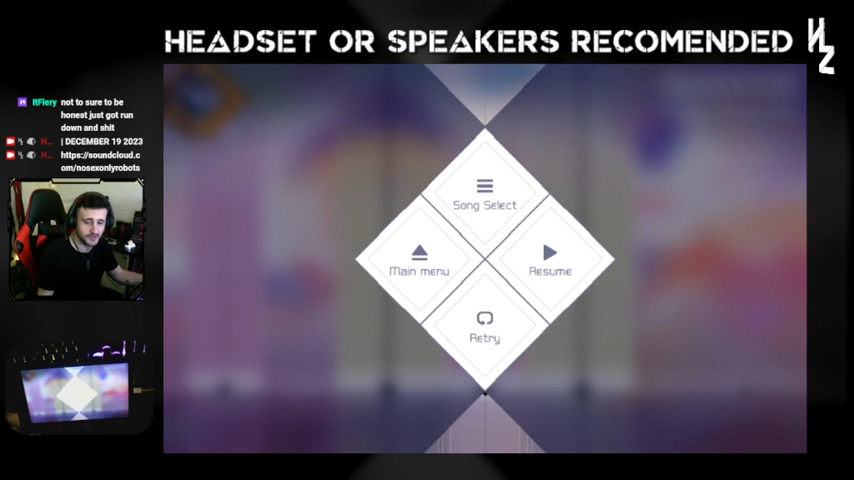 HEADSET OR SPEAKERS RECOMENDED
ItFiery not to sure to be
honest just got run
down and shit
H... | DECEMBER 19 2023
H... https://soundcloud.c
om/nosexonlyrobots
Song Select
Main menu
Resume
Retry